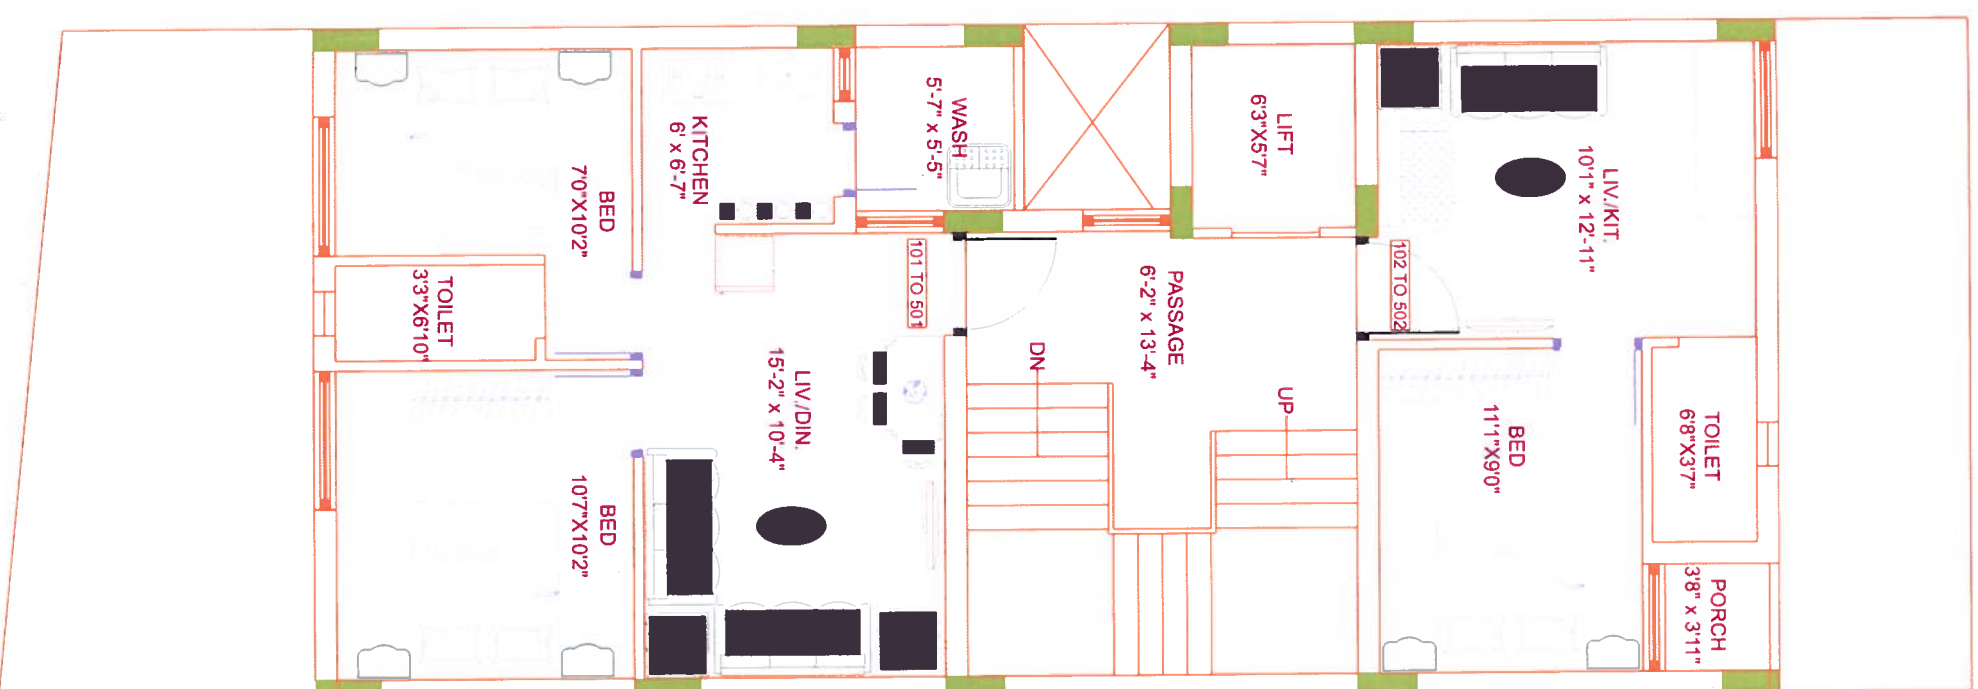 BED
7'0"X10'2"
KITCHEN
6' x 6'-7"
WASH
5'-7" x 5'-5"
LIFT
6'3"X5'7"
LIV./KIT.
10'1" x 12'-11"
TOILET
3'3"X6'10"
101 TO 501
PASSAGE
6'-2" x 13'-4"
102 TO 502
DN
UP
LIV./DIN.
15'-2" x 10'-4"
BED
10'7"X10'2"
BED
11'1"X9'0"
TOILET
6'8"X3'7"
PORCH
3'8" x 3'11"